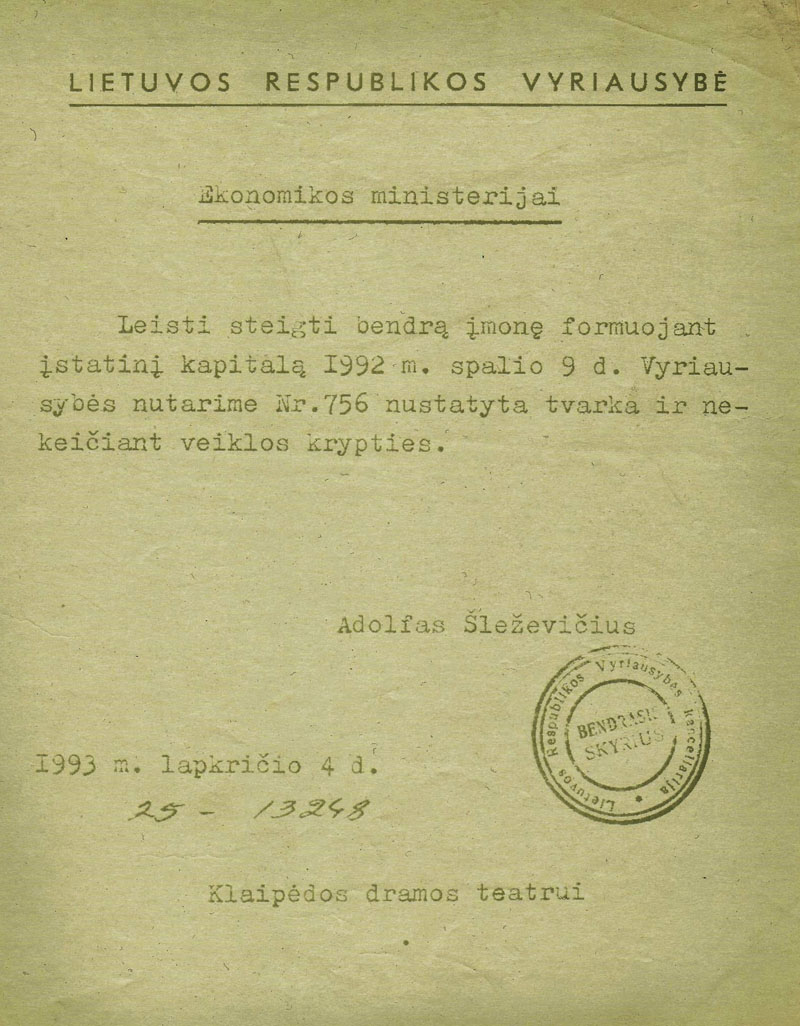 LIETUVOS RESPUBLIKOS VYRIAUSYBĖ
Ekonomikos ministerijai
Leisti steigti bendrą įmonę formuojant
įstatinį kapitalą 1992 m. spalio 9 d. Vyriau-
sybės nutarime Nr.756 nustatyta tvarka ir ne-
keičiant veiklos krypties.
Adolfas Šleževičius
Lietuvos Respublikos Vyriausybės kanceliarija
BENDRASIS
SKYRIUS
1993 m. lapkričio 4 d.
25 - 13248
Klaipėdos dramos teatrui